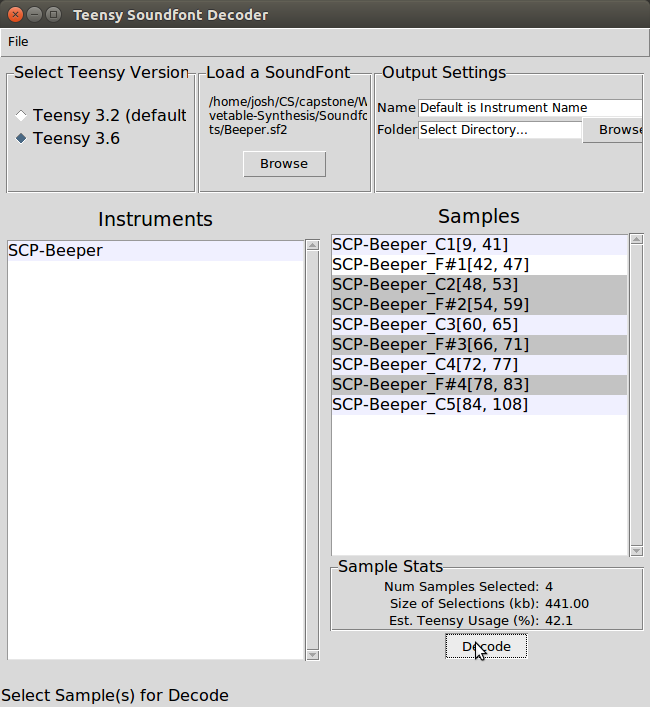 Teensy Soundfont Decoder
File
Select Teensy Version
Teensy 3.2 (default
Teensy 3.6
Load a SoundFont
/home/josh/CS/capstone/W
vetable-Synthesis/Soundfo
ts/Beeper.sf2
Browse
Output Settings
Name Default is Instrument Name
Folder Select Directory... Browse
Instruments
SCP-Beeper
Samples
SCP-Beeper_C1[9, 41]
SCP-Beeper_F#1[42, 47]
SCP-Beeper_C2[48, 53]
SCP-Beeper_F#2[54, 59]
SCP-Beeper_C3[60, 65]
SCP-Beeper_F#3[66, 71]
SCP-Beeper_C4[72, 77]
SCP-Beeper_F#4[78, 83]
SCP-Beeper_C5[84, 108]
Sample Stats
Num Samples Selected: 4
Size of Selections (kb): 441.00
Est. Teensy Usage (%): 42.1
Decode
Select Sample(s) for Decode